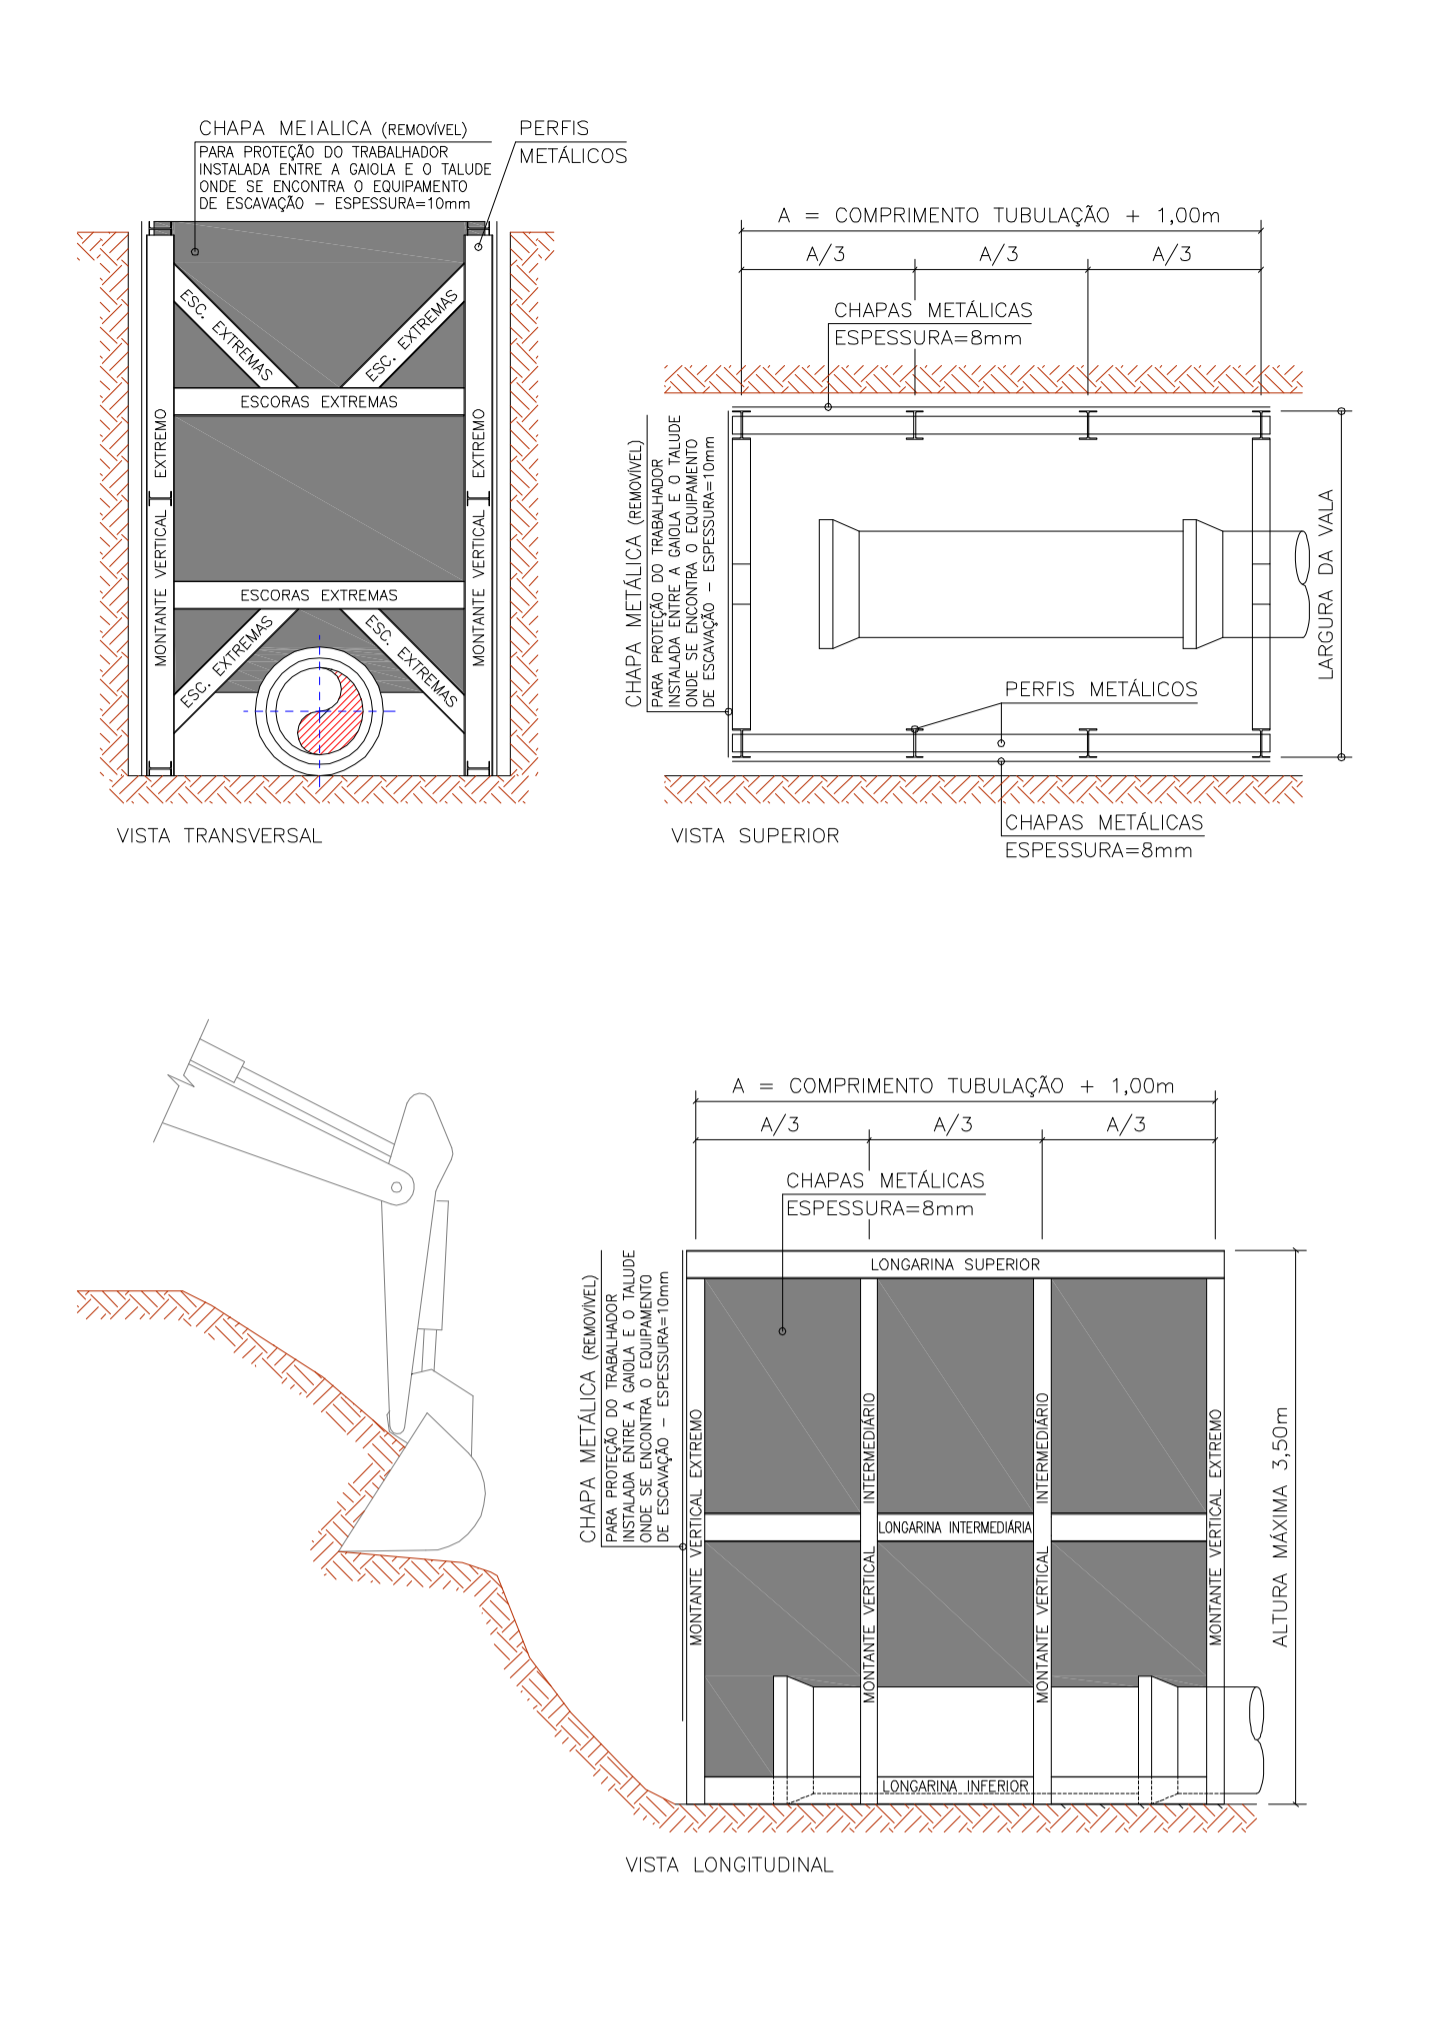 CHAPA MEIALICA (REMOVÍVEL)
PARA PROTEÇÃO DO TRABALHADOR
INSTALADA ENTRE A GAIOLA E O TALUDE
ONDE SE ENCONTRA O EQUIPAMENTO
DE ESCAVAÇÃO – ESPESSURA=10mm
PERFIS
METÁLICOS
ESC. EXTREMAS
ESC. EXTREMAS
ESCORAS EXTREMAS
MONTANTE VERTICAL EXTREMO
MONTANTE VERTICAL EXTREMO
ESCORAS EXTREMAS
ESC. EXTREMAS
ESC. EXTREMAS
VISTA TRANSVERSAL
A = COMPRIMENTO TUBULAÇÃO + 1,00m
A/3
A/3
A/3
CHAPAS METÁLICAS
ESPESSURA=8mm
CHAPA METÁLICA (REMOVÍVEL)
PARA PROTEÇÃO DO TRABALHADOR
INSTALADA ENTRE A GAIOLA E O TALUDE
ONDE SE ENCONTRA O EQUIPAMENTO
DE ESCAVAÇÃO – ESPESSURA=10mm
LARGURA DA VALA
PERFIS METÁLICOS
CHAPAS METÁLICAS
ESPESSURA=8mm
VISTA SUPERIOR
A = COMPRIMENTO TUBULAÇÃO + 1,00m
A/3
A/3
A/3
CHAPAS METÁLICAS
ESPESSURA=8mm
CHAPA METÁLICA (REMOVÍVEL)
PARA PROTEÇÃO DO TRABALHADOR
INSTALADA ENTRE A GAIOLA E O TALUDE
ONDE SE ENCONTRA O EQUIPAMENTO
DE ESCAVAÇÃO – ESPESSURA=10mm
LONGARINA SUPERIOR
MONTANTE VERTICAL EXTREMO
MONTANTE VERTICAL INTERMEDIÁRIO
LONGARINA INTERMEDIÁRIA
MONTANTE VERTICAL INTERMEDIÁRIO
MONTANTE VERTICAL EXTREMO
ALTURA MÁXIMA 3,50m
LONGARINA INFERIOR
VISTA LONGITUDINAL